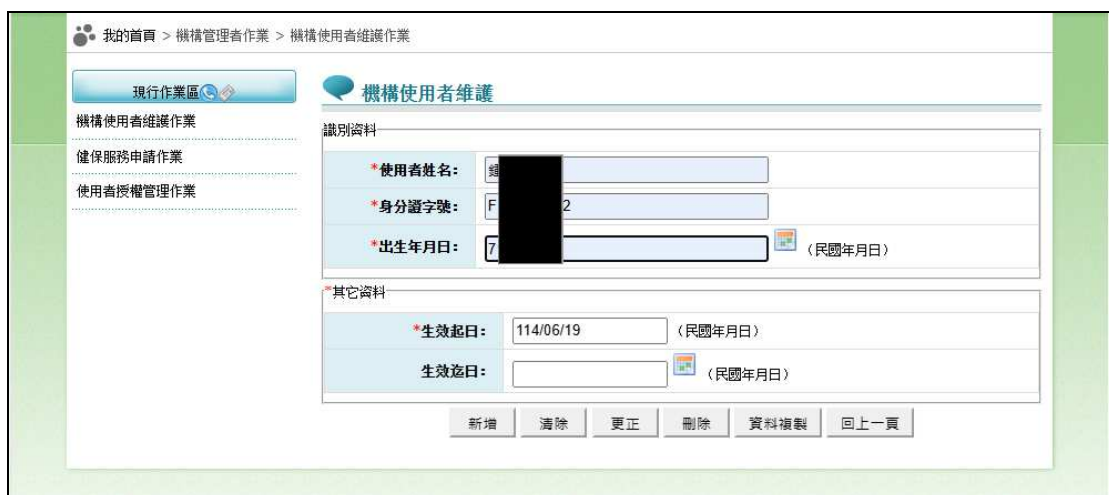 我的首頁 > 機構管理者作業 > 機構使用者維護作業
現行作業區
機構使用者維護作業
健保服務申請作業
使用者授權管理作業
機構使用者維護
識別資料
*使用者姓名：
*身分證字號： F 2
*出生年月日： 7 （民國年月日）
*其它資料
*生效起日： 114/06/19 （民國年月日）
生效迄日： （民國年月日）
新增 清除 更正 刪除 資料複製 回上一頁